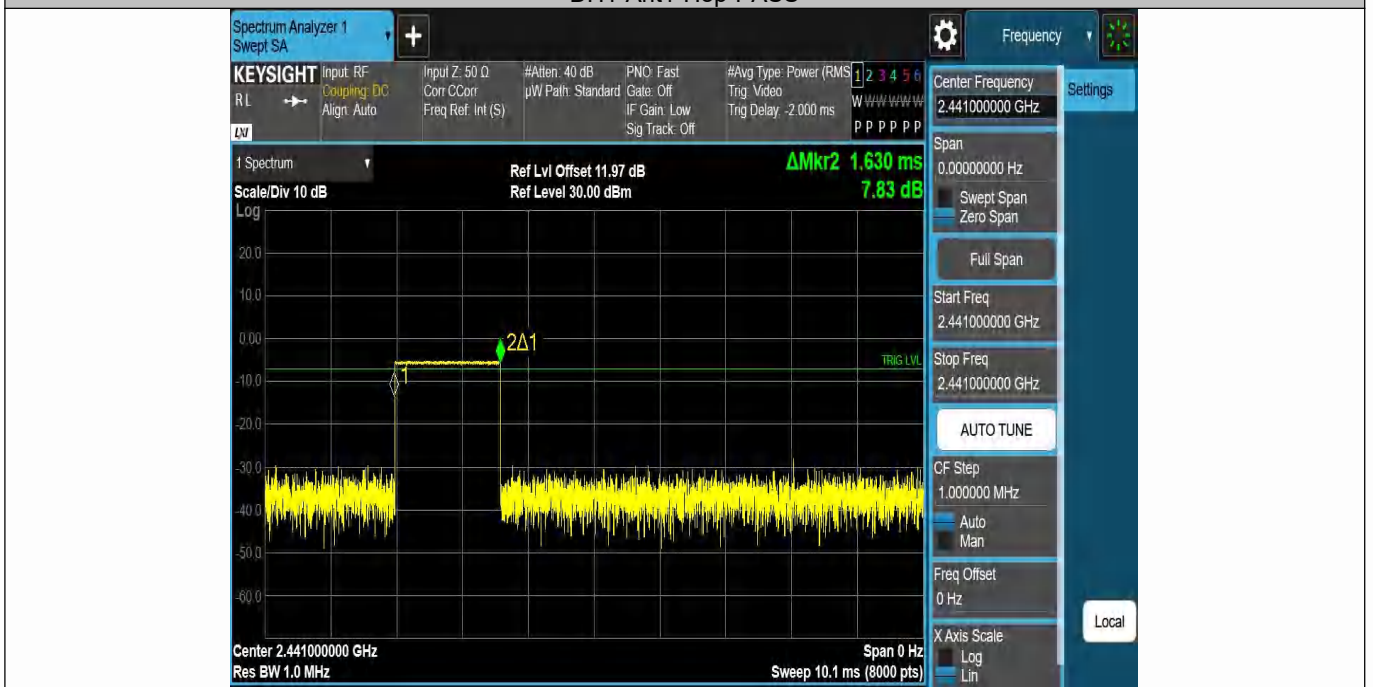 Spectrum Analyzer 1
Swept SA
+
Frequency
KEYSIGHT
RL
LXI
Input: RF
Coupling: DC
Align: Auto
Input Z: 50 Ω
Corr CCorr
Freq Ref: Int (S)
#Atten: 40 dB
µW Path: Standard
PNO: Fast
Gate: Off
IF Gain: Low
Sig Track: Off
#Avg Type: Power (RMS
Trig: Video
Trig Delay: -2.000 ms
1 2 3 4 5 6
W W W W W W
P P P P P P
1 Spectrum
Scale/Div 10 dB
Log
Ref Lvl Offset 11.97 dB
Ref Level 30.00 dBm
ΔMkr2 1.630 ms
7.83 dB
20.0
10.0
0.00
-10.0
-20.0
-30.0
-40.0
-50.0
-60.0
2Δ1
1
TRIG LVL
Center 2.441000000 GHz
Res BW 1.0 MHz
Span 0 Hz
Sweep 10.1 ms (8000 pts)
Center Frequency
2.441000000 GHz
Settings
Span
0.00000000 Hz
Swept Span
Zero Span
Full Span
Start Freq
2.441000000 GHz
Stop Freq
2.441000000 GHz
AUTO TUNE
CF Step
1.000000 MHz
Auto
Man
Freq Offset
0 Hz
X Axis Scale
Log
Lin
Local